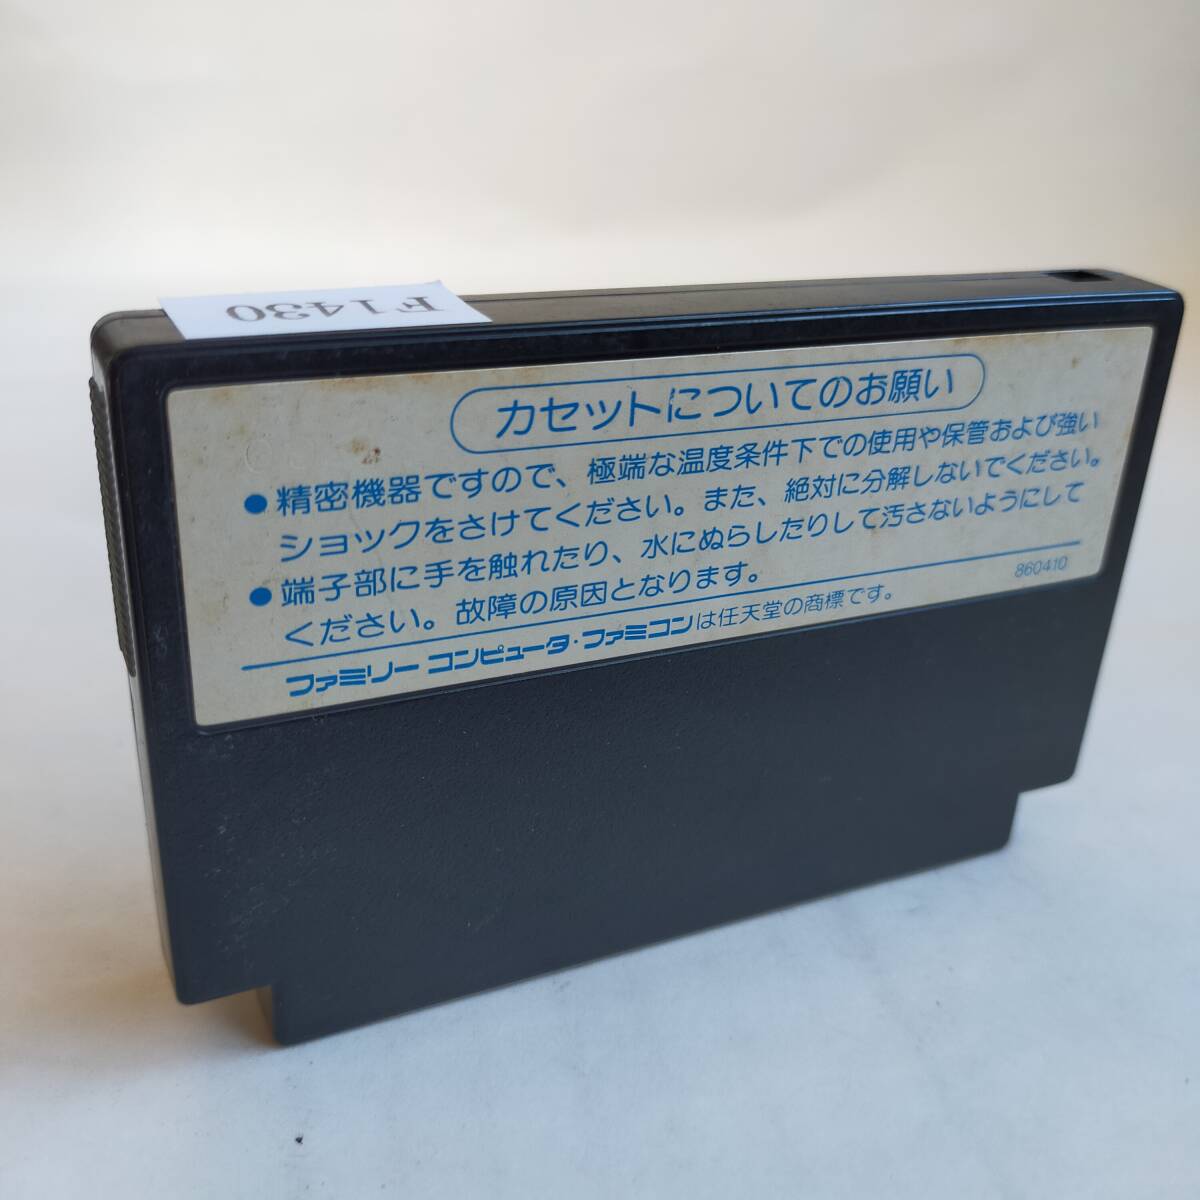 F1430
カセットについてのお願い
●精密機器ですので、極端な温度条件下での使用や保管および強い
ショックをさけてください。また、絶対に分解しないでください。
●端子部に手を触れたり、水にぬらしたりして汚さないようにして
ください。故障の原因となります。
860410
ファミリーコンピュータ・ファミコンは任天堂の商標です。